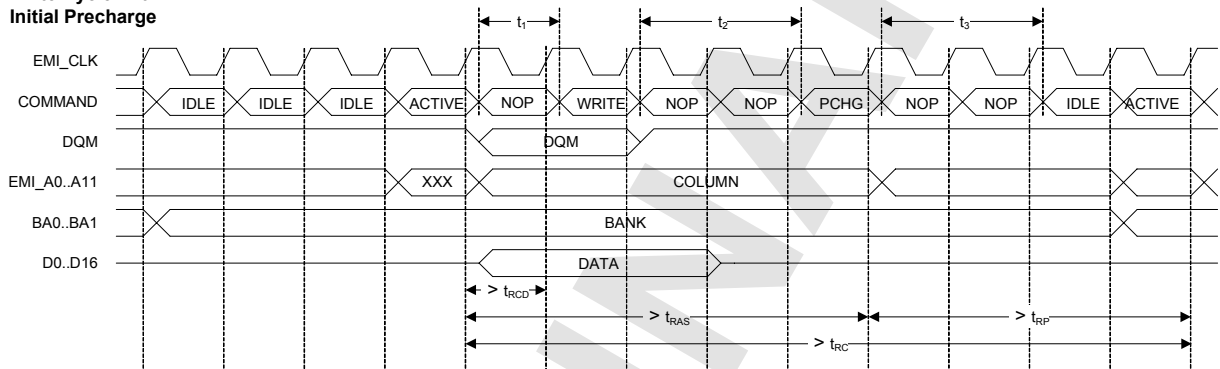 Initial Precharge
t1 t2 t3
EMI_CLK
COMMAND IDLE IDLE IDLE ACTIVE NOP WRITE NOP NOP PCHG NOP NOP IDLE ACTIVE
DQM DQM
EMI_A0..A11 XXX COLUMN
BA0..BA1 BANK
D0..D16 DATA
> tRCD
> tRAS > tRP
> tRC